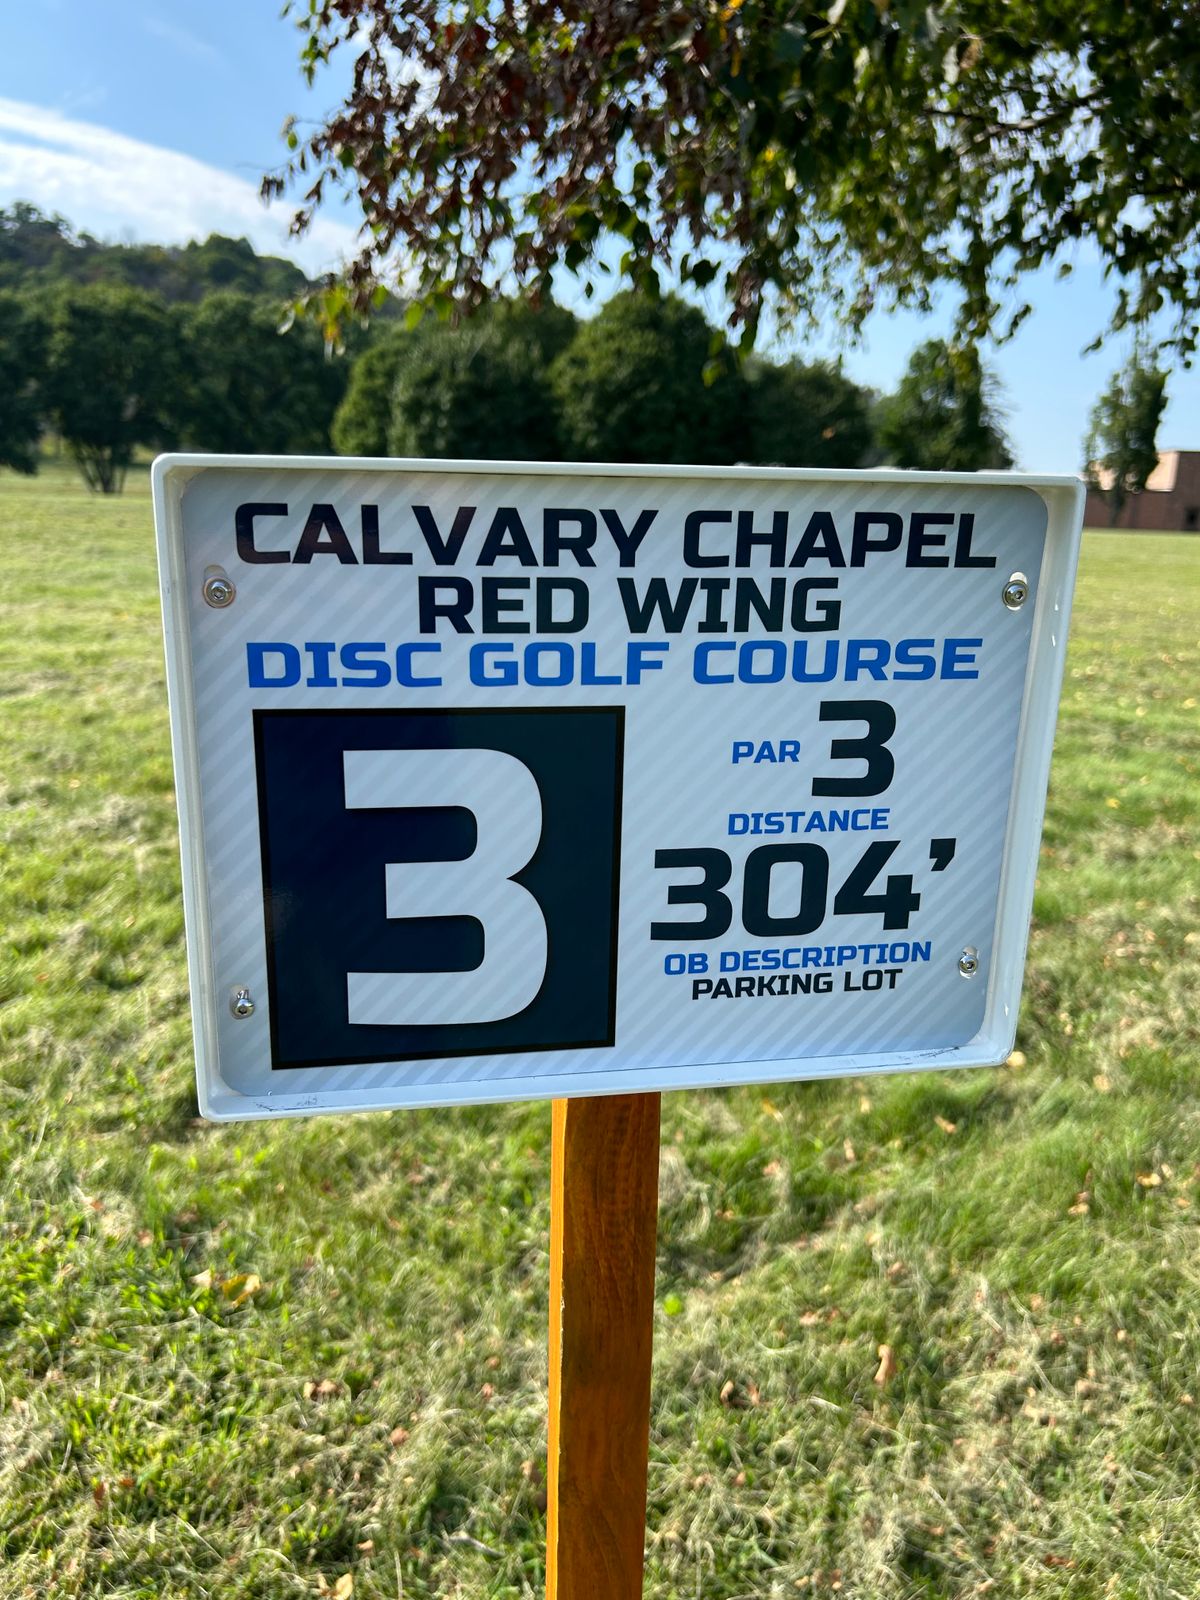 CALVARY CHAPEL
RED WING
DISC GOLF COURSE
3
PAR 3
DISTANCE
304'
OB DESCRIPTION
PARKING LOT